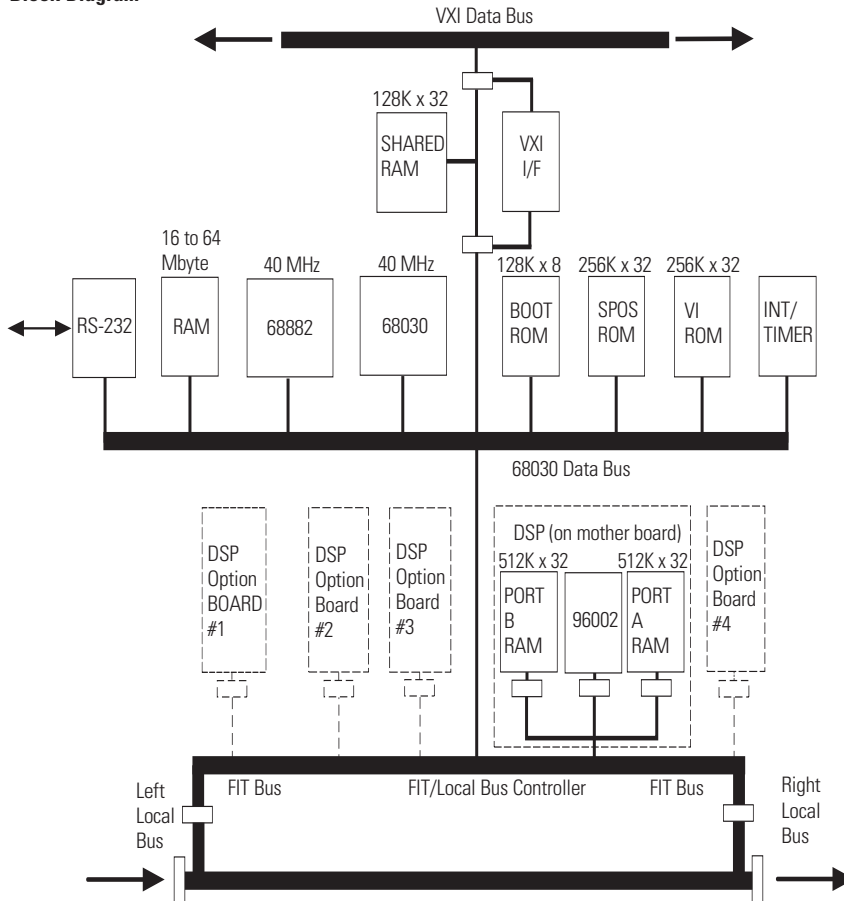 VXI Data Bus
128K x 32
SHARED
RAM
VXI
I/F
16 to 64
Mbyte
40 MHz
40 MHz
128K x 8
256K x 32
256K x 32
RS-232
RAM
68882
68030
BOOT
ROM
SPOS
ROM
VI
ROM
INT/
TIMER
68030 Data Bus
DSP
Option
BOARD
#1
DSP
Option
Board
#2
DSP
Option
Board
#3
DSP (on mother board)
512K x 32
512K x 32
PORT
B
RAM
96002
PORT
A
RAM
DSP
Option
Board
#4
Left
Local
Bus
FIT Bus
FIT/Local Bus Controller
FIT Bus
Right
Local
Bus